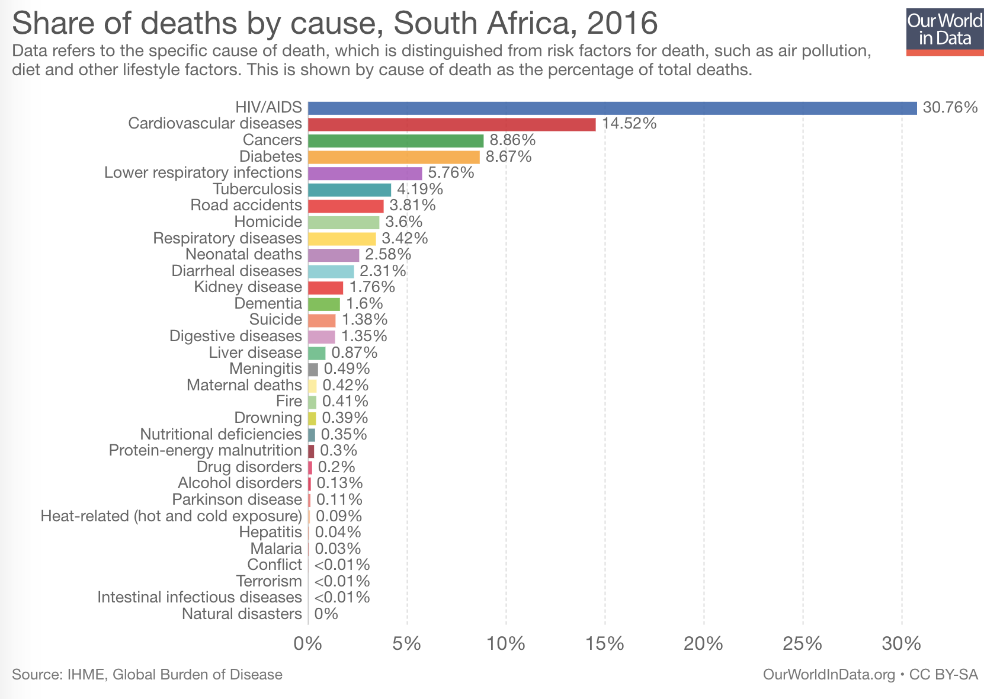 Share of deaths by cause, South Africa, 2016
Our World
in Data
Data refers to the specific cause of death, which is distinguished from risk factors for death, such as air pollution,
diet and other lifestyle factors. This is shown by cause of death as the percentage of total deaths.
HIV/AIDS 30.76%
Cardiovascular diseases 14.52%
Cancers 8.86%
Diabetes 8.67%
Lower respiratory infections 5.76%
Tuberculosis 4.19%
Road accidents 3.81%
Homicide 3.6%
Respiratory diseases 3.42%
Neonatal deaths 2.58%
Diarrheal diseases 2.31%
Kidney disease 1.76%
Dementia 1.6%
Suicide 1.38%
Digestive diseases 1.35%
Liver disease 0.87%
Meningitis 0.49%
Maternal deaths 0.42%
Fire 0.41%
Drowning 0.39%
Nutritional deficiencies 0.35%
Protein-energy malnutrition 0.3%
Drug disorders 0.2%
Alcohol disorders 0.13%
Parkinson disease 0.11%
Heat-related (hot and cold exposure) 0.09%
Hepatitis 0.04%
Malaria 0.03%
Conflict <0.01%
Terrorism <0.01%
Intestinal infectious diseases <0.01%
Natural disasters 0%
0% 5% 10% 15% 20% 25% 30%
Source: IHME, Global Burden of Disease
OurWorldInData.org • CC BY-SA